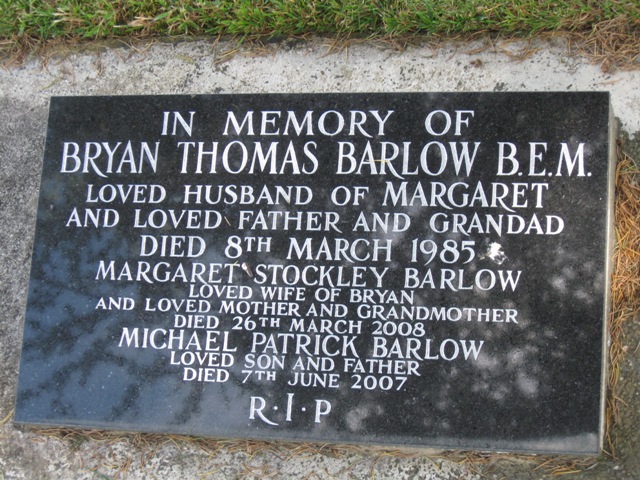 IN MEMORY OF
BRYAN THOMAS BARLOW B.E.M.
LOVED HUSBAND OF MARGARET
AND LOVED FATHER AND GRANDAD
DIED 8TH MARCH 1985
MARGARET STOCKLEY BARLOW
LOVED WIFE OF BRYAN
AND LOVED MOTHER AND GRANDMOTHER
DIED 26TH MARCH 2008
MICHAEL PATRICK BARLOW
LOVED SON AND FATHER
DIED 7TH JUNE 2007
R·I·P